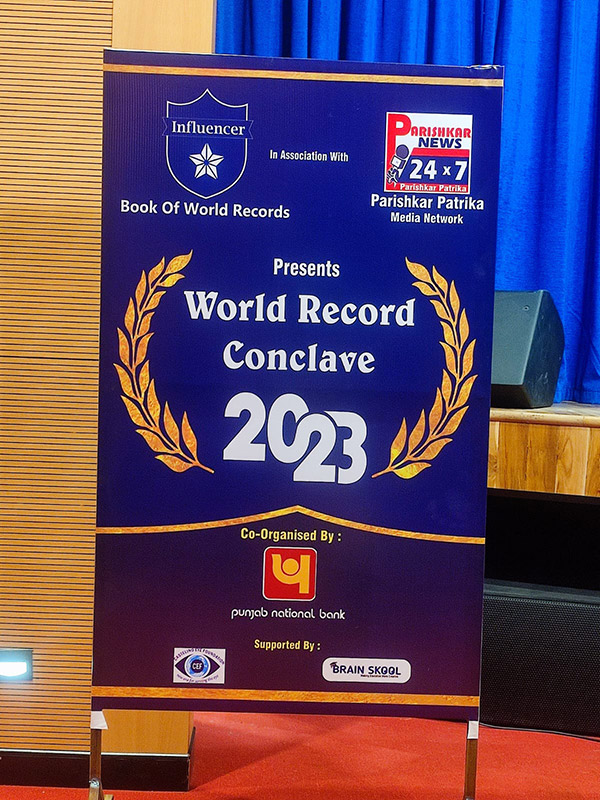 Influencer
Book Of World Records
In Association With
PARISHKAR
NEWS
24 x 7
Parishkar Patrika
Parishkar Patrika
Media Network
Presents
World Record
Conclave
2023
Co-Organised By :
प
punjab national bank
Supported By :
CEF
BRAIN SKOOL